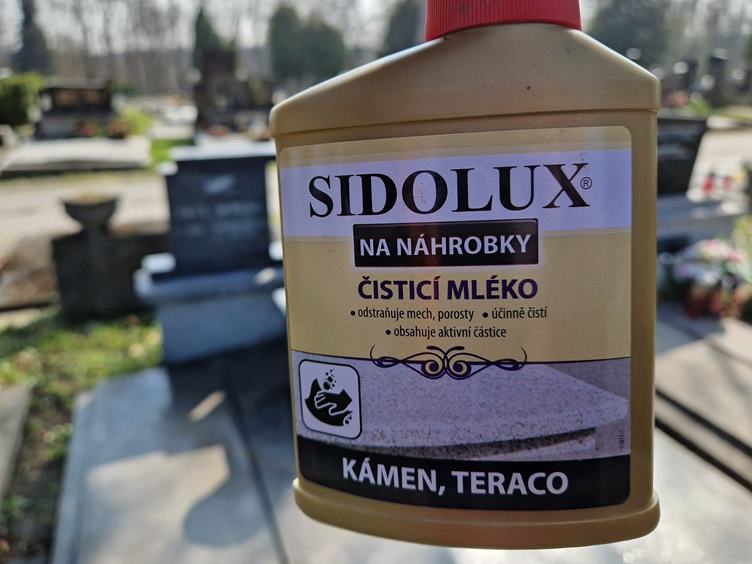 SIDOLUX®
NA NÁHROBKY
ČISTICÍ MLÉKO
• odstraňuje mech, porosty • účinně čistí
• obsahuje aktivní částice
KÁMEN, TERACO